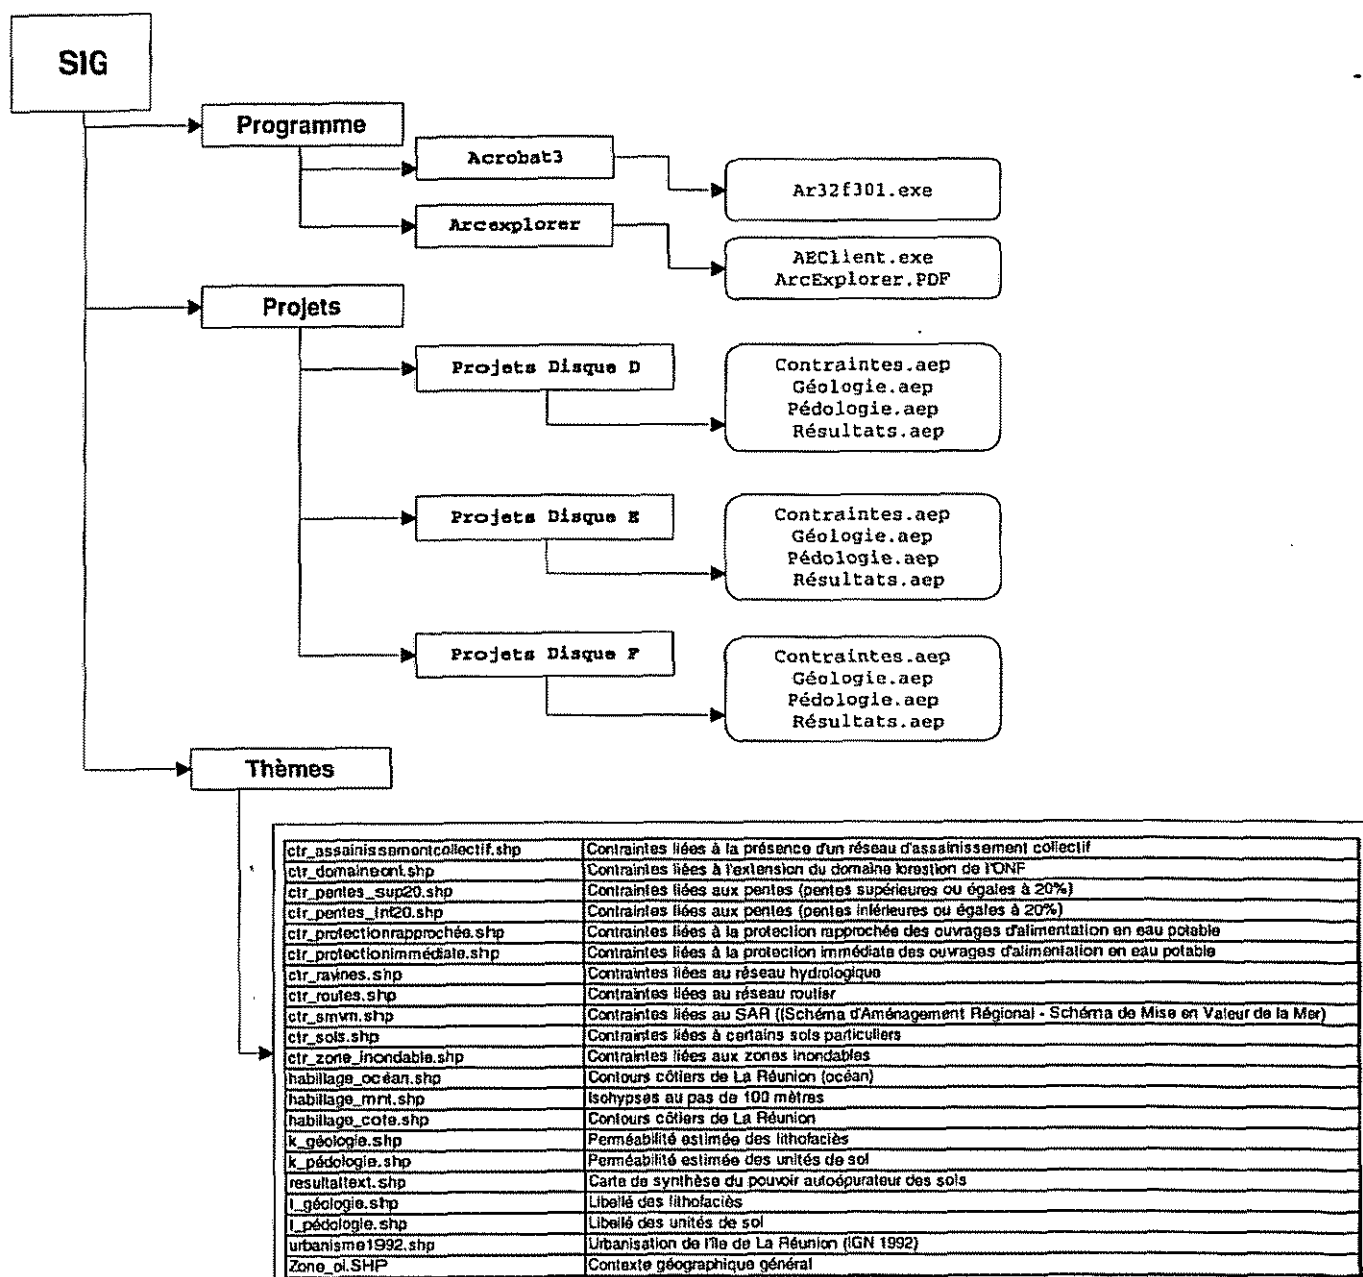 SIG
Programme
Acrobat3
Ar32f301.exe
Arcexplorer
AEClient.exe
ArcExplorer.PDF
Projets
Projets Disque D
Contraintes.aep
Géologie.aep
Pédologie.aep
Résultats.aep
Projets Disque E
Contraintes.aep
Géologie.aep
Pédologie.aep
Résultats.aep
Projets Disque F
Contraintes.aep
Géologie.aep
Pédologie.aep
Résultats.aep
Thèmes
ctr_assainissementcollectif.shp Contraintes liées à la présence d'un réseau d'assainissement collectif
ctr_domaineonf.shp Contraintes liées à l'extension du domaine forestion de l'ONF
ctr_pentes_sup20.shp Contraintes liées aux pentes (pentes supérieures ou égales à 20%)
ctr_pentes_inf20.shp Contraintes liées aux pentes (pentes inférieures ou égales à 20%)
ctr_protectionrapprochée.shp Contraintes liées à la protection rapprochée des ouvrages d'alimentation en eau potable
ctr_protectionimmédiate.shp Contraintes liées à la protection immédiate des ouvrages d'alimentation en eau potable
ctr_ravines.shp Contraintes liées au réseau hydrologique
ctr_routes.shp Contraintes liées au réseau routier
ctr_smvm.shp Contraintes liées au SAR ((Schéma d'Aménagement Régional - Schéma de Mise en Valeur de la Mer)
ctr_sols.shp Contraintes liées à certains sols particuliers
ctr_zone_inondable.shp Contraintes liées aux zones inondables
habillage_océan.shp Contours côtiers de La Réunion (océan)
habillage_mnt.shp Isohypses au pas de 100 mètres
habillage_cote.shp Contours côtiers de La Réunion
k_géologie.shp Perméabilité estimée des lithofaciès
k_pédologie.shp Perméabilité estimée des unités de sol
resultattext.shp Carte de synthèse du pouvoir autoépurateur des sols
l_géologie.shp Libellé des lithofaciès
l_pédologie.shp Libellé des unités de sol
urbanisme1992.shp Urbanisation de l'île de La Réunion (IGN 1992)
Zone_oi.SHP Contexte géographique général